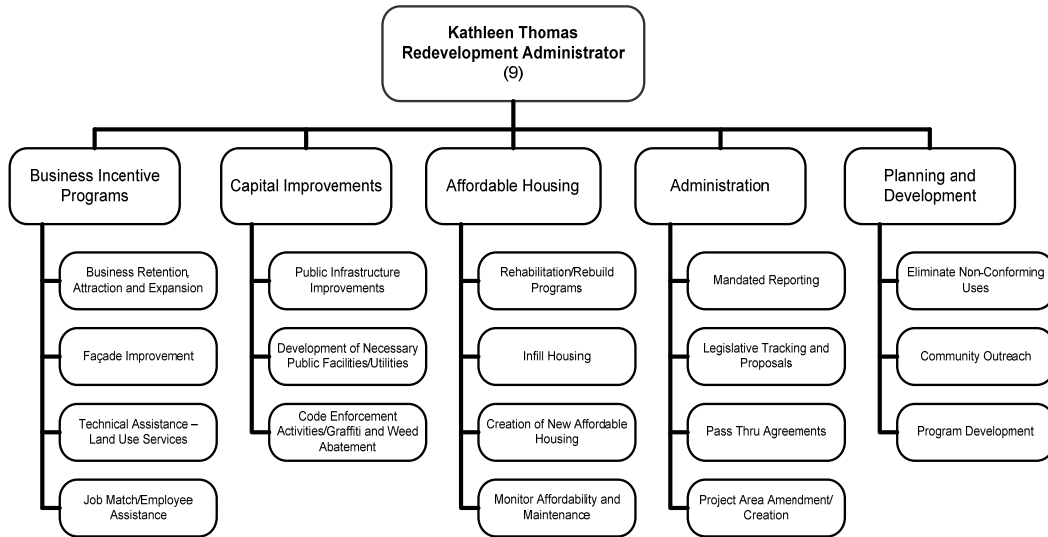 Kathleen Thomas
Redevelopment Administrator
(9)
Business Incentive
Programs
Capital Improvements
Affordable Housing
Administration
Planning and
Development
Business Retention,
Attraction and Expansion
Façade Improvement
Technical Assistance –
Land Use Services
Job Match/Employee
Assistance
Public Infrastructure
Improvements
Development of Necessary
Public Facilities/Utilities
Code Enforcement
Activities/Graffiti and Weed
Abatement
Rehabilitation/Rebuild
Programs
Infill Housing
Creation of New Affordable
Housing
Monitor Affordability and
Maintenance
Mandated Reporting
Legislative Tracking and
Proposals
Pass Thru Agreements
Project Area Amendment/
Creation
Eliminate Non-Conforming
Uses
Community Outreach
Program Development